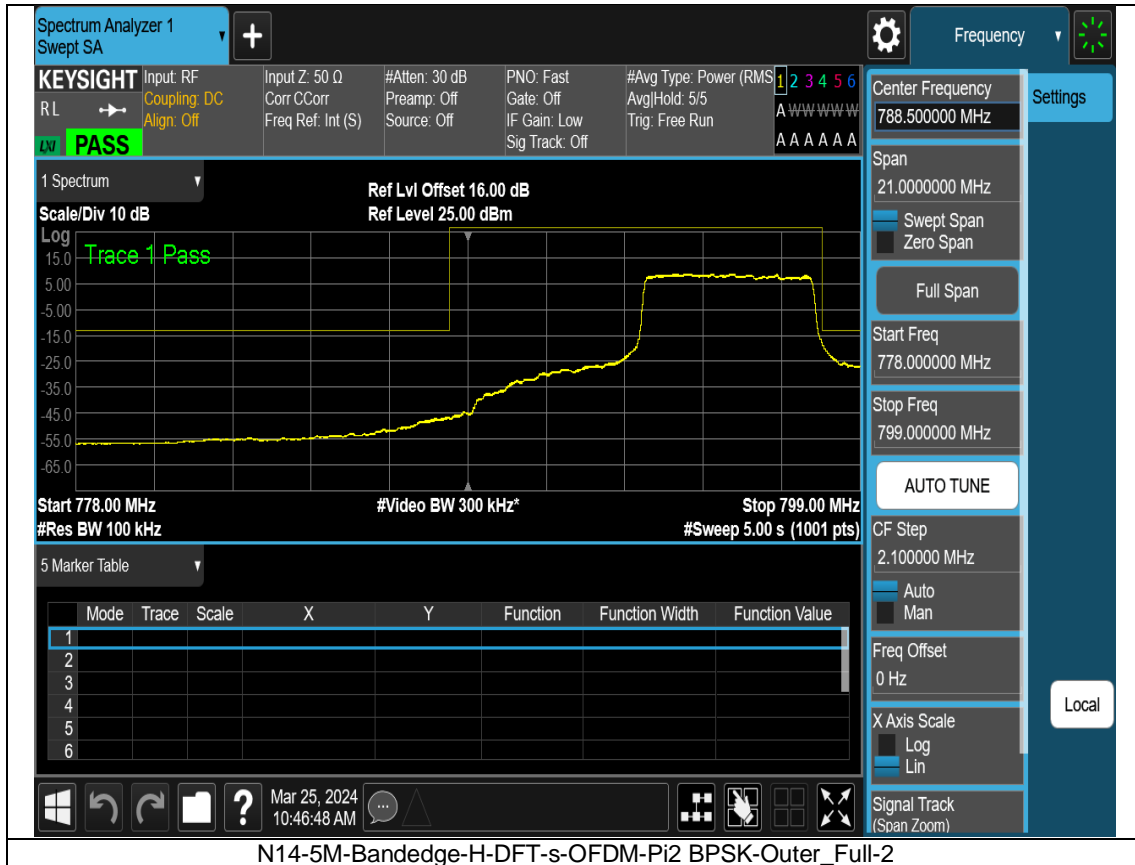 Spectrum Analyzer 1
Swept SA
+
Frequency
KEYSIGHT
R L
LXI
PASS
Input: RF
Coupling: DC
Align: Off
Input Z: 50 Ω
Corr CCorr
Freq Ref: Int (S)
#Atten: 30 dB
Preamp: Off
Source: Off
PNO: Fast
Gate: Off
IF Gain: Low
Sig Track: Off
#Avg Type: Power (RMS
Avg|Hold: 5/5
Trig: Free Run
1 2 3 4 5 6
A W W W W W
A A A A A A
1 Spectrum
Scale/Div 10 dB
Ref Lvl Offset 16.00 dB
Ref Level 25.00 dBm
Log
Trace 1 Pass
15.0
5.00
-5.00
-15.0
-25.0
-35.0
-45.0
-55.0
-65.0
Start 778.00 MHz
#Video BW 300 kHz*
Stop 799.00 MHz
#Res BW 100 kHz
#Sweep 5.00 s (1001 pts)
5 Marker Table
Mode Trace Scale X Y Function Function Width Function Value
1
2
3
4
5
6
Mar 25, 2024
10:46:48 AM
?
Center Frequency
788.500000 MHz
Span
21.0000000 MHz
Swept Span
Zero Span
Full Span
Start Freq
778.000000 MHz
Stop Freq
799.000000 MHz
AUTO TUNE
CF Step
2.100000 MHz
Auto
Man
Freq Offset
0 Hz
X Axis Scale
Log
Lin
Signal Track
(Span Zoom)
Settings
Local
N14-5M-Bandedge-H-DFT-s-OFDM-Pi2 BPSK-Outer_Full-2